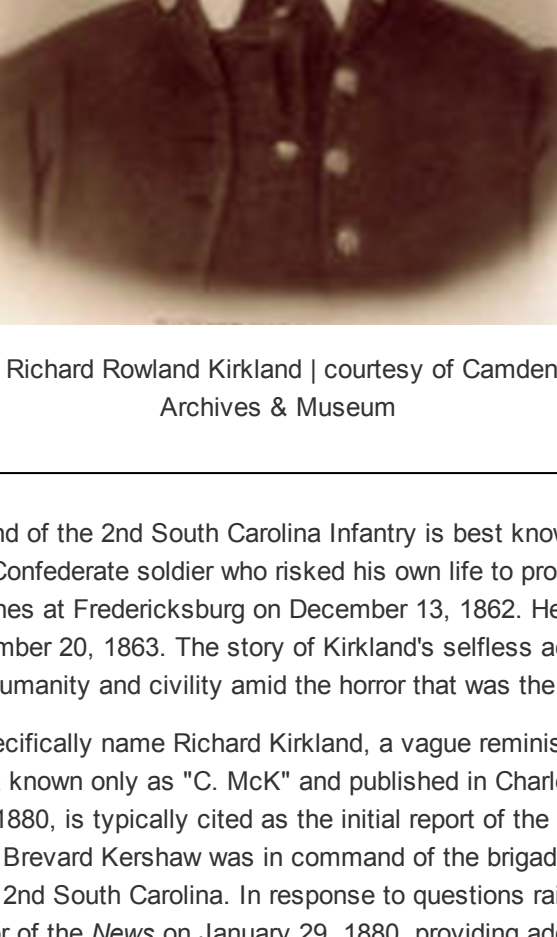 Richard Rowland Kirkland | courtesy of Camden
Archives & Museum
nd of the 2nd South Carolina Infantry is best know
Confederate soldier who risked his own life to pro
nes at Fredericksburg on December 13, 1862. He
mber 20, 1863. The story of Kirkland's selfless a
umanity and civility amid the horror that was the
ecifically name Richard Kirkland, a vague reminis
known only as "C. McK" and published in Charl
1880, is typically cited as the initial report of the
Brevard Kershaw was in command of the brigad
2nd South Carolina. In response to questions rai
or of the News on January 29, 1880, providing ad